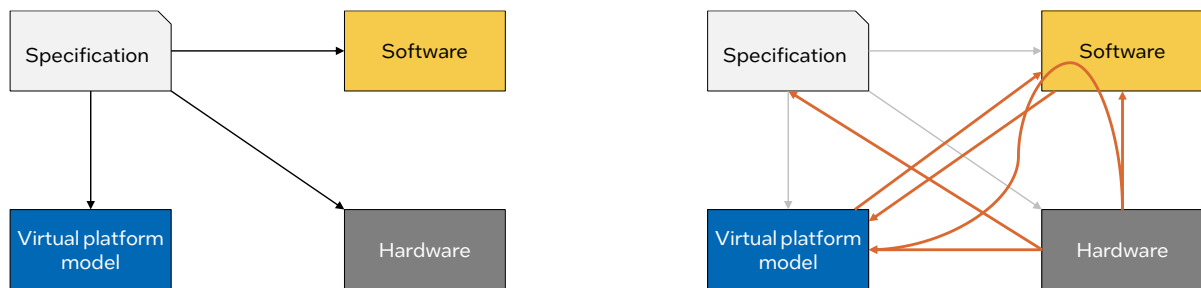 Specification
Software
Virtual platform
model
Hardware
Specification
Software
Virtual platform
model
Hardware